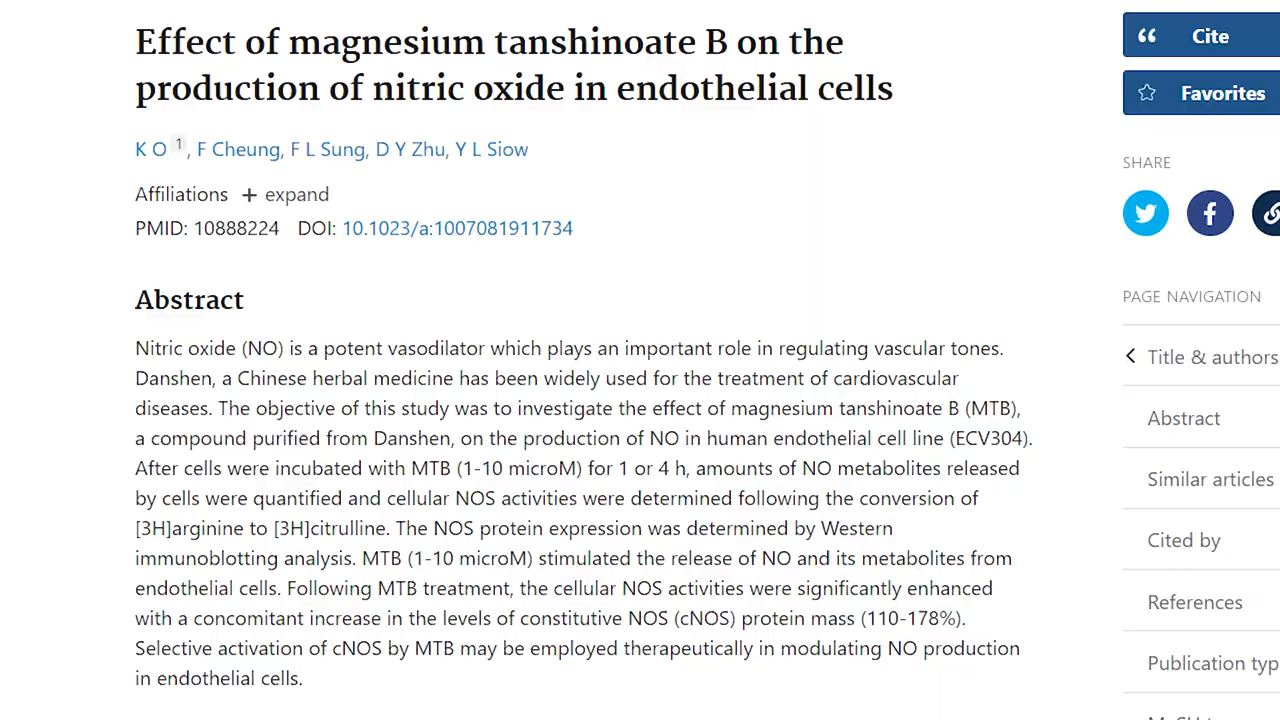 Effect of magnesium tanshinoate B on the
production of nitric oxide in endothelial cells
K O 1, F Cheung, F L Sung, D Y Zhu, Y L Siow
Affiliations + expand
PMID: 10888224 DOI: 10.1023/a:1007081911734
Abstract
Nitric oxide (NO) is a potent vasodilator which plays an important role in regulating vascular tones.
Danshen, a Chinese herbal medicine has been widely used for the treatment of cardiovascular
diseases. The objective of this study was to investigate the effect of magnesium tanshinoate B (MTB),
a compound purified from Danshen, on the production of NO in human endothelial cell line (ECV304).
After cells were incubated with MTB (1-10 microM) for 1 or 4 h, amounts of NO metabolites released
by cells were quantified and cellular NOS activities were determined following the conversion of
[3H]arginine to [3H]citrulline. The NOS protein expression was determined by Western
immunoblotting analysis. MTB (1-10 microM) stimulated the release of NO and its metabolites from
endothelial cells. Following MTB treatment, the cellular NOS activities were significantly enhanced
with a concomitant increase in the levels of constitutive NOS (cNOS) protein mass (110-178%).
Selective activation of cNOS by MTB may be employed therapeutically in modulating NO production
in endothelial cells.
Cite
Favorites
SHARE
PAGE NAVIGATION
Title & authors
Abstract
Similar articles
Cited by
References
Publication typ